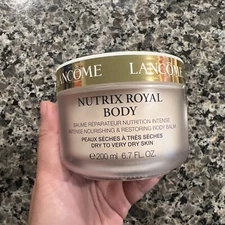 LANCÔME LANCÔME
NUTRIX ROYAL
BODY
BAUME RÉPARATEUR NUTRITION INTENSE
INTENSE NOURISHING & RESTORING BODY BALM
PEAUX SÈCHES À TRÈS SÈCHES
DRY TO VERY DRY SKIN
℮200 ml 6.7 FL. OZ.